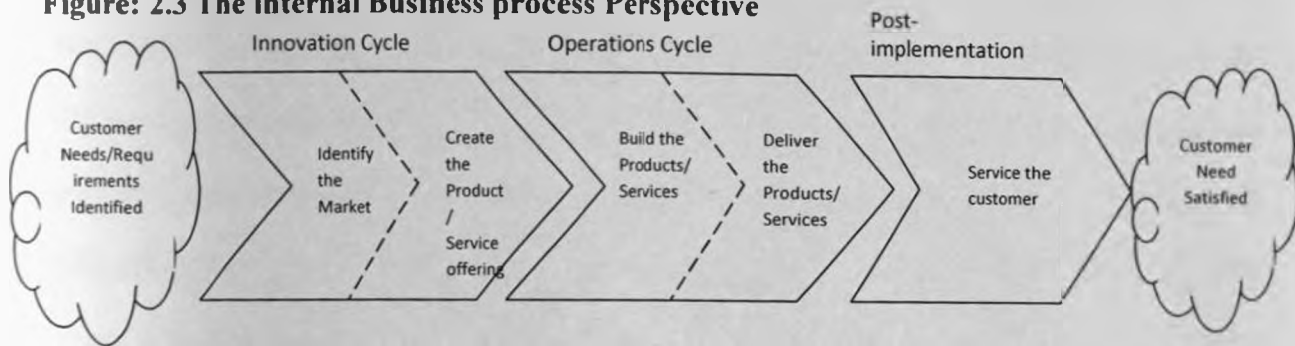 Figure: 2.3 The Internal Business process Perspective
Innovation Cycle
Operations Cycle
Post-
implementation
Customer
Needs/Requ
irements
Identified
Identify
the
Market
Create
the
Product
/
Service
offering
Build the
Products/
Services
Deliver
the
Products/
Services
Service the
customer
Customer
Need
Satisfied